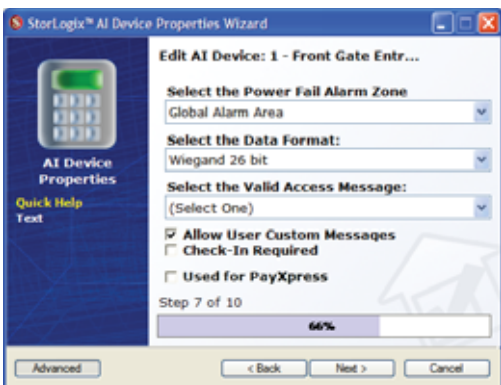 StorLogix™ AI Device Properties Wizard
Edit AI Device: 1 - Front Gate Entr...
Select the Power Fail Alarm Zone
Global Alarm Area
Select the Data Format:
Wiegand 26 bit
Select the Valid Access Message:
(Select One)
Allow User Custom Messages
Check-In Required
Used for PayXpress
Step 7 of 10
66%
AI Device
Properties
Quick Help
Text
Advanced
< Back
Next >
Cancel